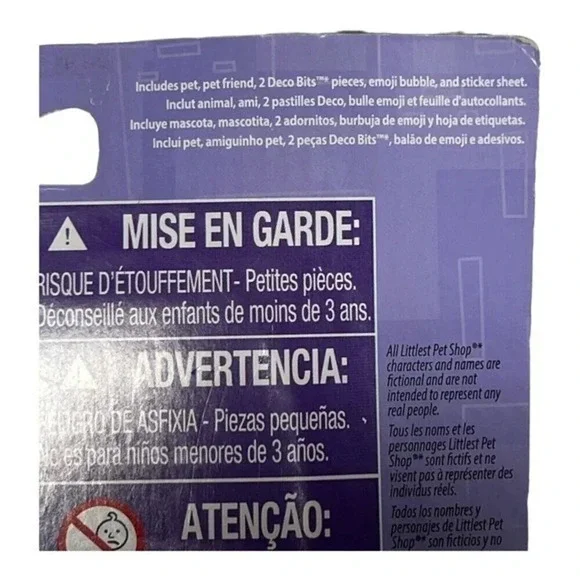 Includes pet, pet friend, 2 Deco Bits™* pieces, emoji bubble, and sticker sheet.
Inclut animal, ami, 2 pastilles Deco, bulle emoji et feuille d'autocollants.
Incluye mascota, mascotita, 2 adornitos, burbuja de emoji y hoja de etiquetas.
Inclui pet, amiguinho pet, 2 peças Deco Bits™*, balão de emoji e adesivos.
MISE EN GARDE:
RISQUE D'ÉTOUFFEMENT - Petites pièces.
Déconseillé aux enfants de moins de 3 ans.
ADVERTENCIA:
PELIGRO DE ASFIXIA - Piezas pequeñas.
es para niños menores de 3 años.
ATENÇÃO:
All Littlest Pet Shop®*
characters and names are
fictional and are not
intended to represent any
real people.
Tous les noms et les
personnages Littlest Pet
Shop®* sont fictifs et ne
visent pas à représenter des
individus réels.
Todos los nombres y
personajes de Littlest Pet
Shop®* son ficticios y no